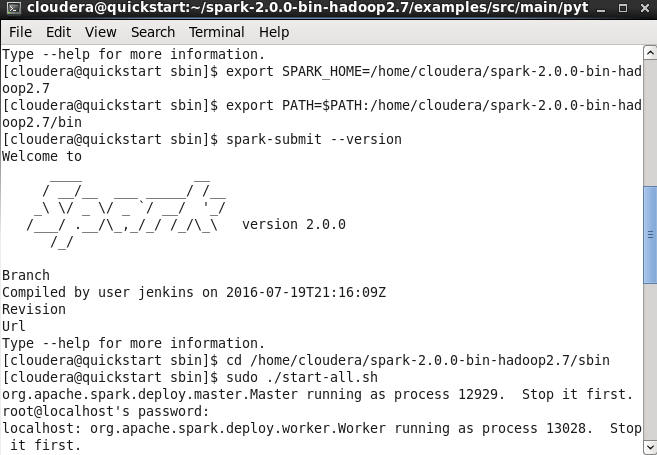 cloudera@quickstart:~/spark-2.0.0-bin-hadoop2.7/examples/src/main/pyt
File Edit View Search Terminal Help
Type --help for more information.
[cloudera@quickstart sbin]$ export SPARK_HOME=/home/cloudera/spark-2.0.0-bin-had
oop2.7
[cloudera@quickstart sbin]$ export PATH=$PATH:/home/cloudera/spark-2.0.0-bin-had
oop2.7/bin
[cloudera@quickstart sbin]$ spark-submit --version
Welcome to
      ____              __
     / __/__  ___ _____/ /__
    _\ \/ _ \/ _ `/ __/  '_/
   /___/ .__/\_,_/_/ /_/\_\   version 2.0.0
      /_/
Branch
Compiled by user jenkins on 2016-07-19T21:16:09Z
Revision
Url
Type --help for more information.
[cloudera@quickstart sbin]$ cd /home/cloudera/spark-2.0.0-bin-hadoop2.7/sbin
[cloudera@quickstart sbin]$ sudo ./start-all.sh
org.apache.spark.deploy.master.Master running as process 12929.  Stop it first.
root@localhost's password:
localhost: org.apache.spark.deploy.worker.Worker running as process 13028.  Stop
 it first.